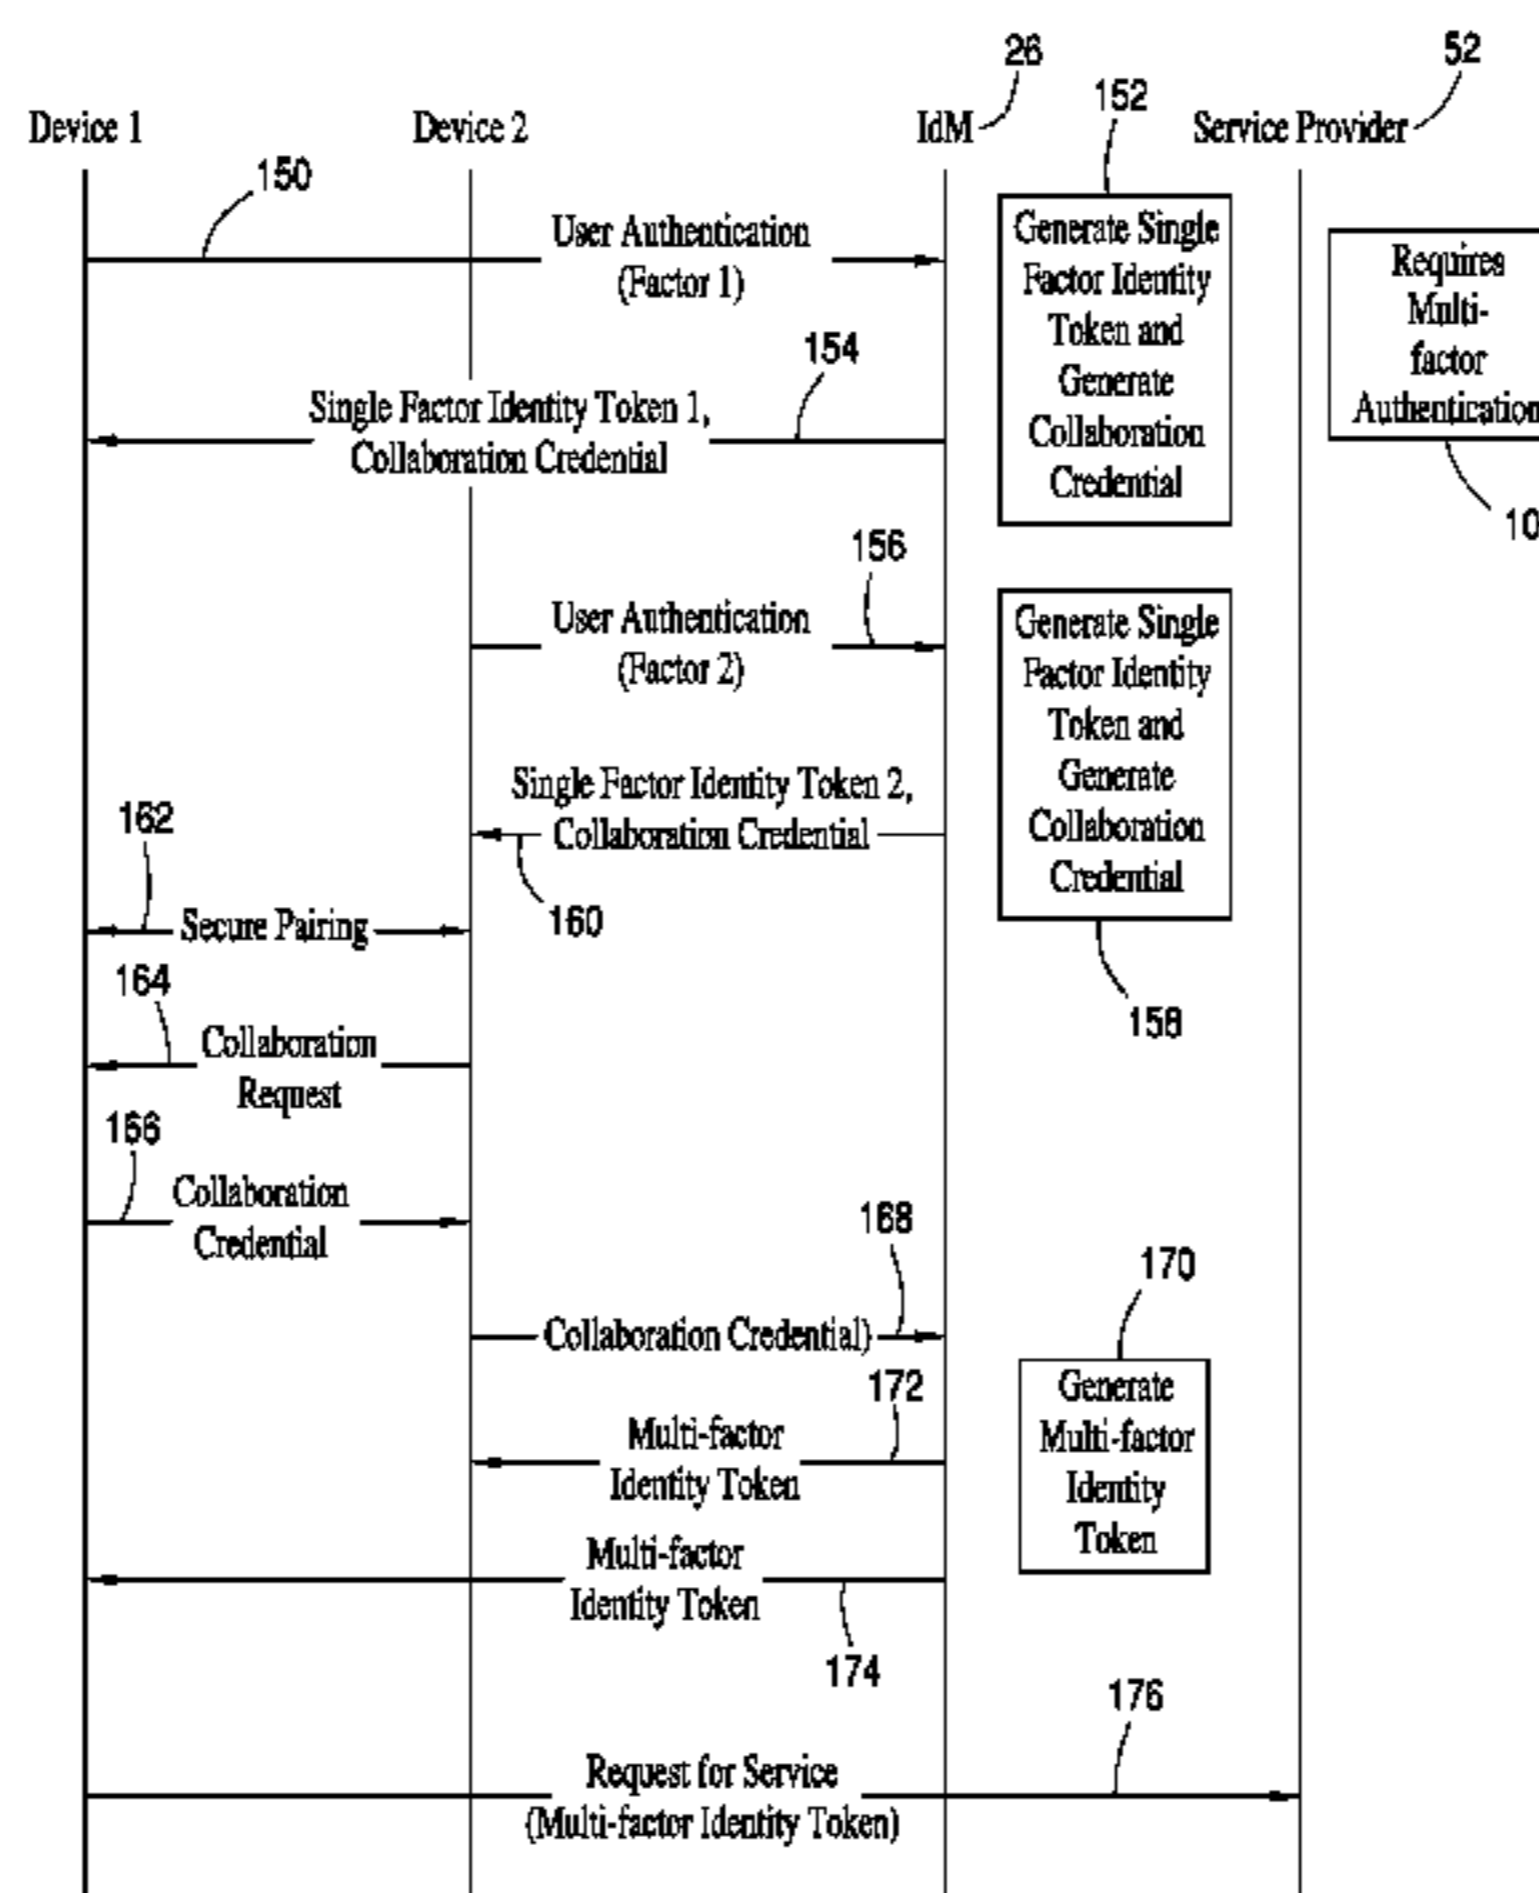 26
52
152
Device 1
Device 2
IdM
Service Provider
150
User Authentication
(Factor 1)
Generate Single
Factor Identity
Token and
Generate
Collaboration
Credential
Requires
Multi-
factor
Authentication
10
154
Single Factor Identity Token 1,
Collaboration Credential
156
User Authentication
(Factor 2)
Generate Single
Factor Identity
Token and
Generate
Collaboration
Credential
158
Single Factor Identity Token 2,
Collaboration Credential
160
162
Secure Pairing
164
Collaboration
Request
166
Collaboration
Credential
168
Collaboration Credential)
170
Generate
Multi-factor
Identity
Token
172
Multi-factor
Identity Token
Multi-factor
Identity Token
174
176
Request for Service
(Multi-factor Identity Token)